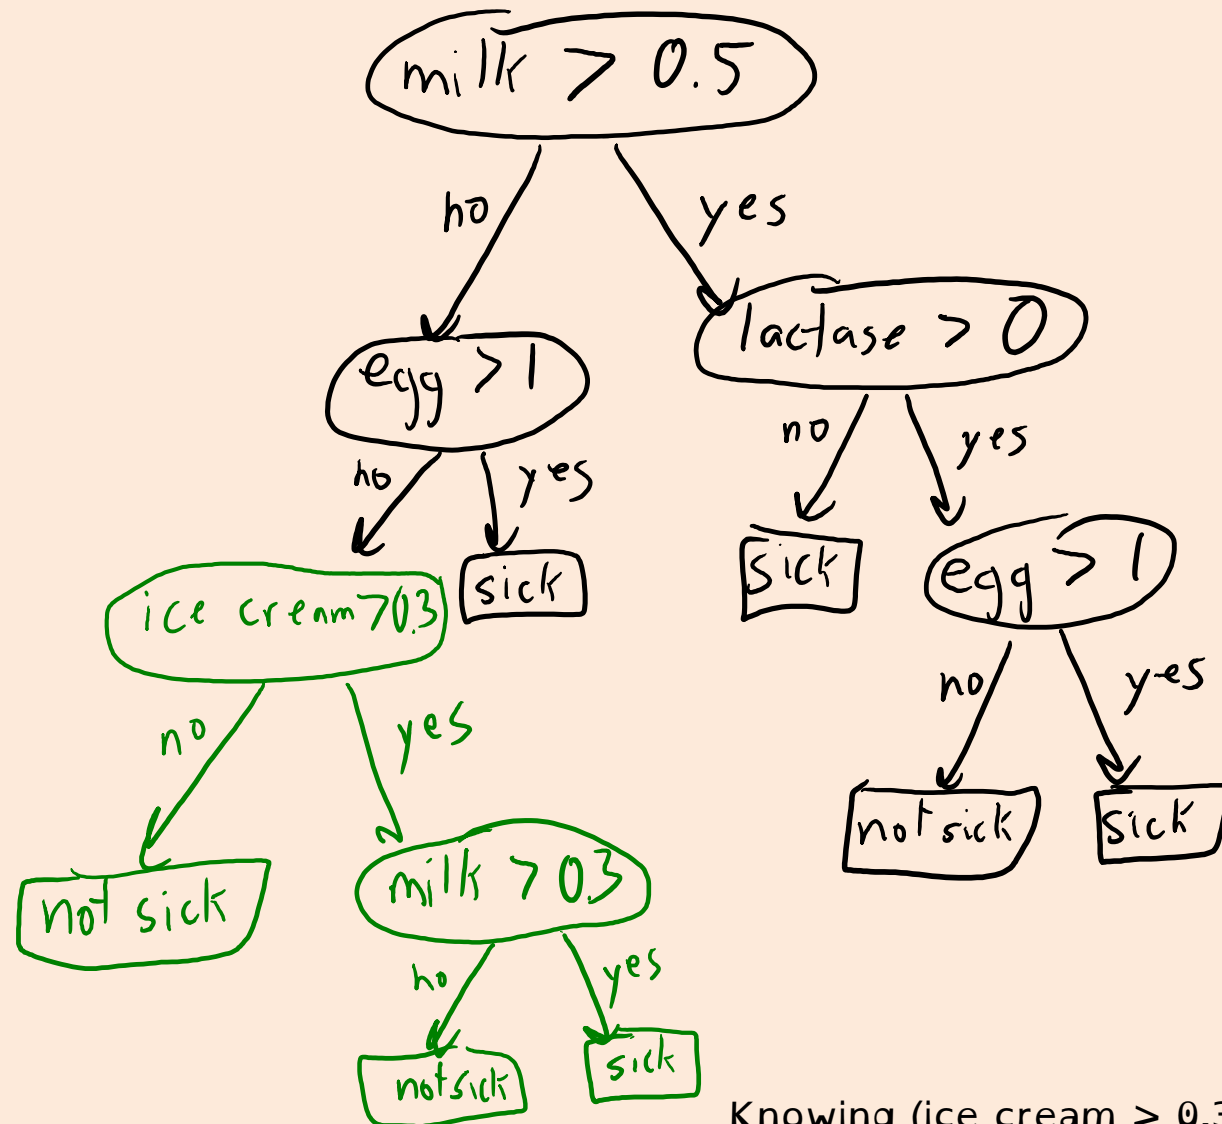 milk > 0.5
no
yes
lactase > 0
egg > 1
no
yes
no
yes
sick
sick
egg > 1
ice cream > 0.3
no
yes
no
yes
not sick
sick
not sick
milk > 0.3
no
yes
not sick
sick
Knowing (ice cream > 0.3